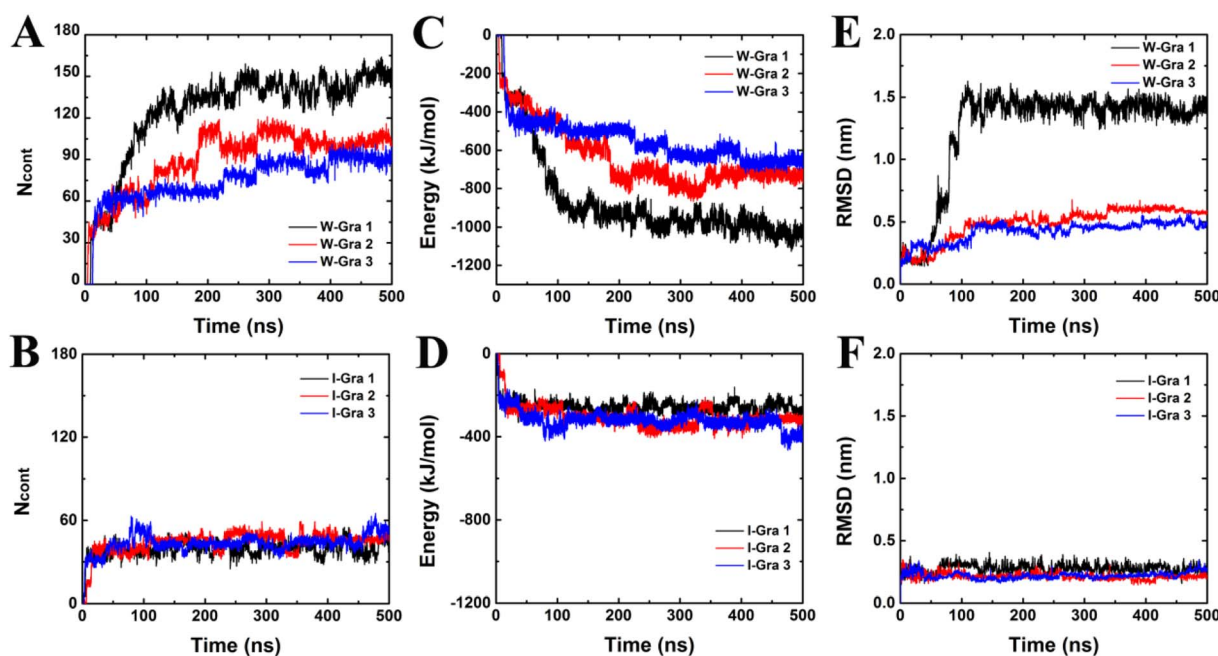 A
180
150
120
90
60
30
0
Ncont
W-Gra 1
W-Gra 2
W-Gra 3
0 100 200 300 400 500
Time (ns)
C
0
-200
-400
-600
-800
-1000
-1200
Energy (kJ/mol)
W-Gra 1
W-Gra 2
W-Gra 3
0 100 200 300 400 500
Time (ns)
E
2.0
1.5
1.0
0.5
0.0
RMSD (nm)
W-Gra 1
W-Gra 2
W-Gra 3
0 100 200 300 400 500
Time (ns)
B
180
120
60
0
Ncont
I-Gra 1
I-Gra 2
I-Gra 3
0 100 200 300 400 500
Time (ns)
D
0
-400
-800
-1200
Energy (kJ/mol)
I-Gra 1
I-Gra 2
I-Gra 3
0 100 200 300 400 500
Time (ns)
F
2.0
1.5
1.0
0.5
0.0
RMSD (nm)
I-Gra 1
I-Gra 2
I-Gra 3
0 100 200 300 400 500
Time (ns)